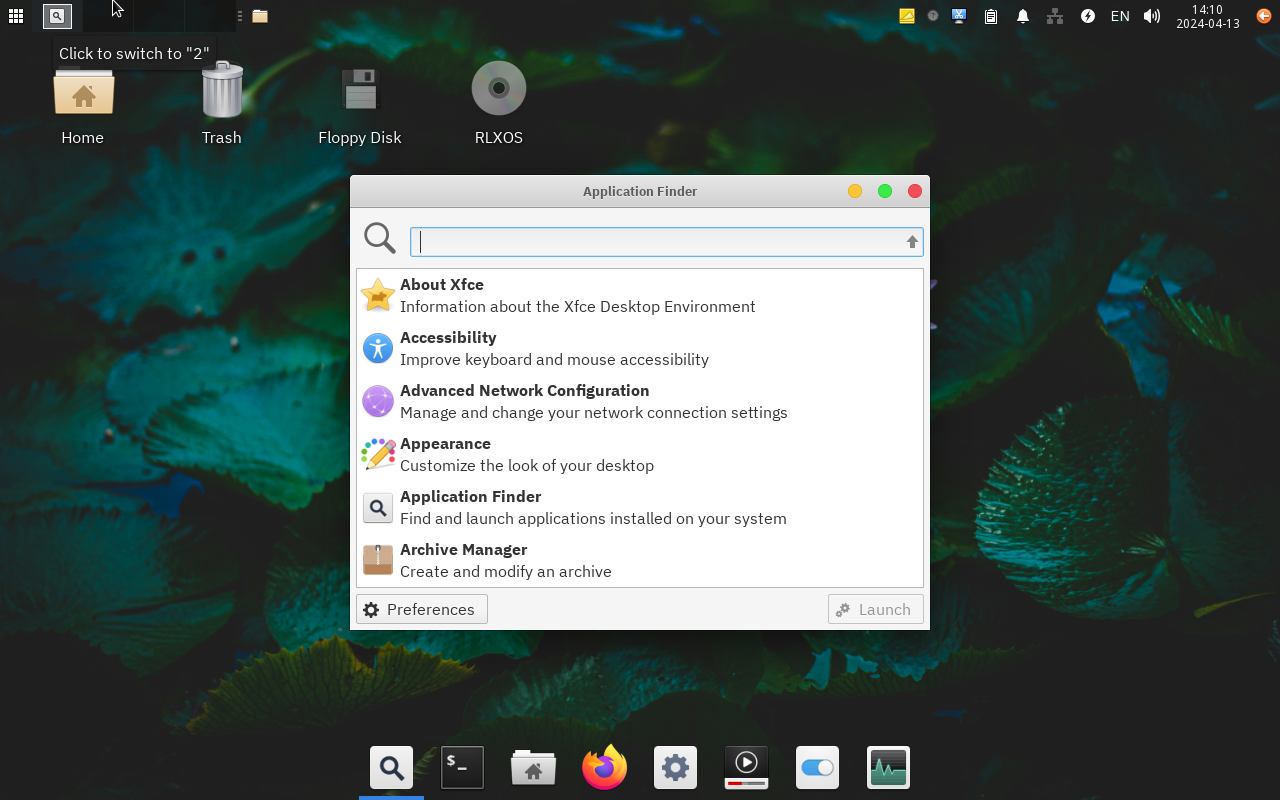 EN
14:10
2024-04-13
Click to switch to "2"
Home
Trash
Floppy Disk
RLXOS
Application Finder
About Xfce
Information about the Xfce Desktop Environment
Accessibility
Improve keyboard and mouse accessibility
Advanced Network Configuration
Manage and change your network connection settings
Appearance
Customize the look of your desktop
Application Finder
Find and launch applications installed on your system
Archive Manager
Create and modify an archive
Preferences
Launch
$_